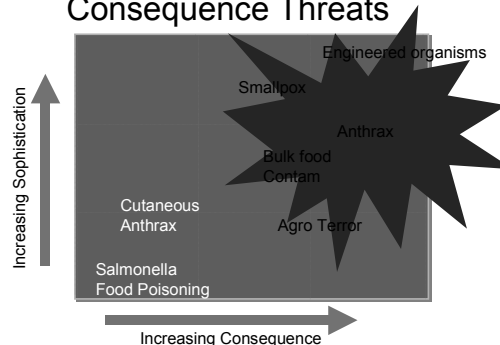 Consequence Threats
Engineered organisms
Smallpox
Anthrax
Bulk food
Contam
Cutaneous
Anthrax
Agro Terror
Salmonella
Food Poisoning
Increasing Sophistication
Increasing Consequence